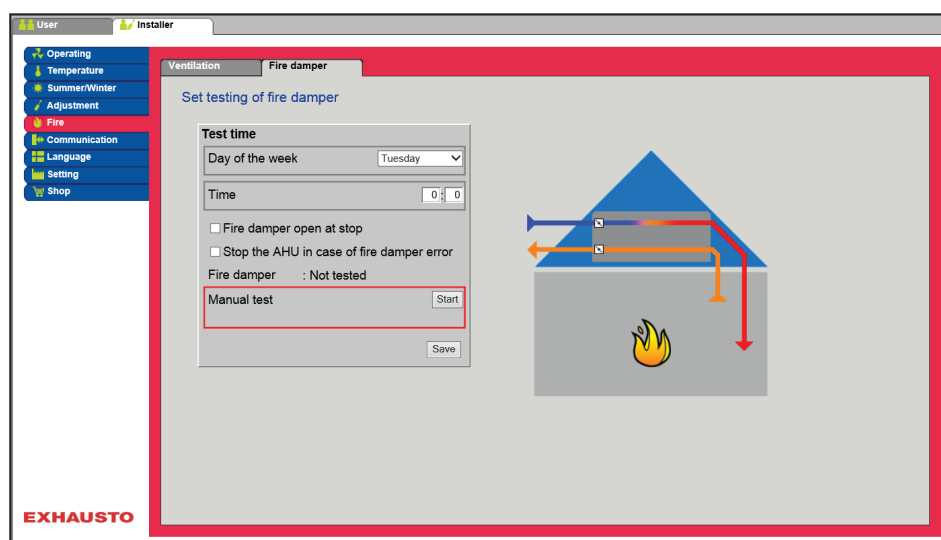 User
Installer
Operating
Temperature
Summer/Winter
Adjustment
Fire
Communication
Language
Setting
Shop
Ventilation
Fire damper
Set testing of fire damper
Test time
Day of the week Tuesday
Time 0 : 0
Fire damper open at stop
Stop the AHU in case of fire damper error
Fire damper : Not tested
Manual test Start
Save
EXHAUSTO